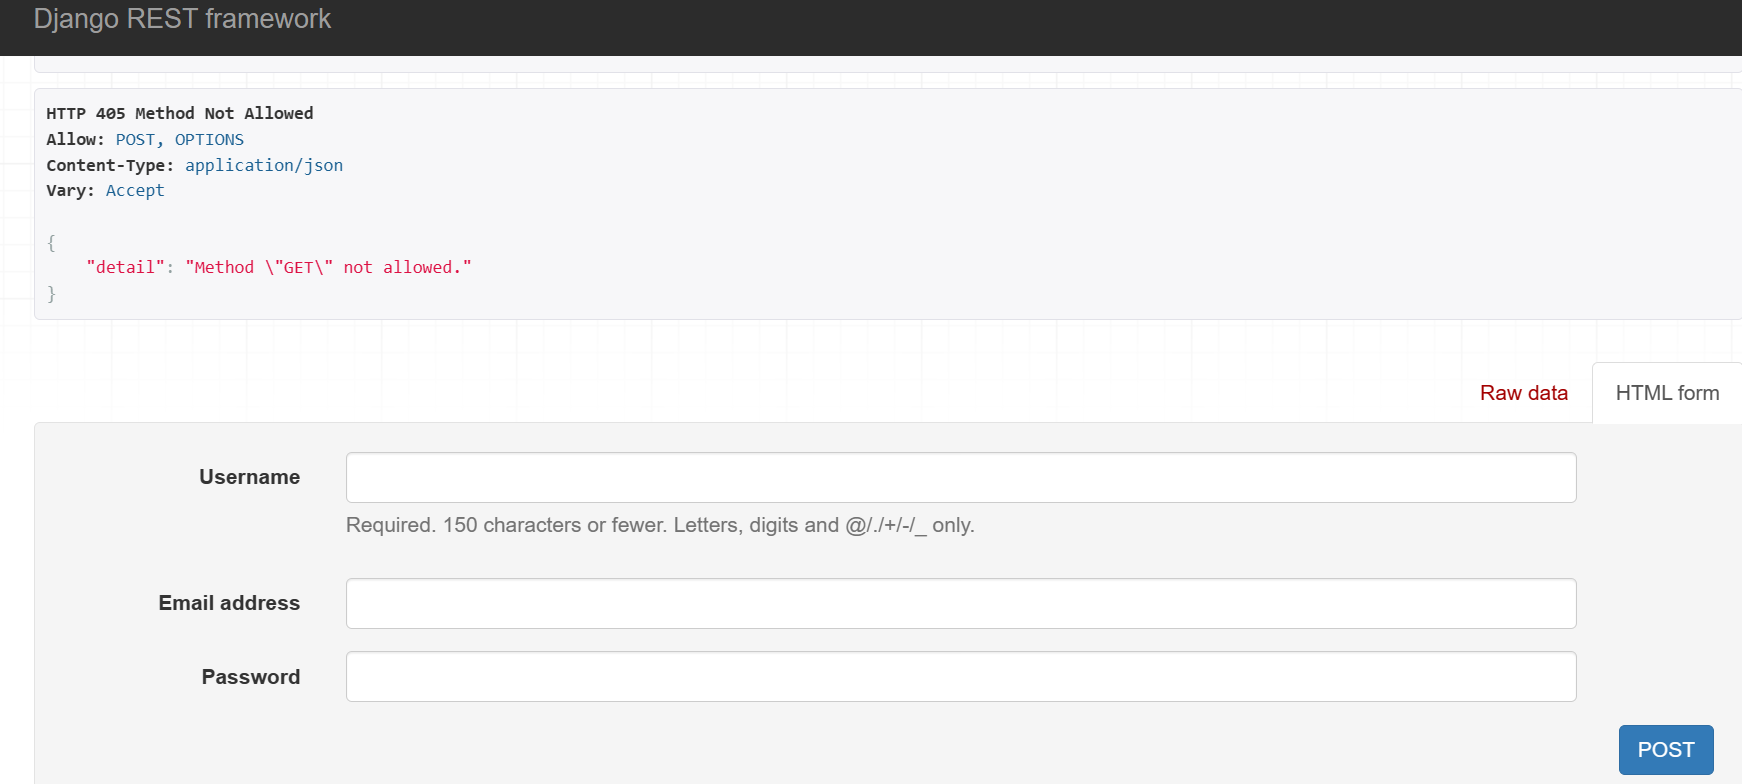 Django REST framework
HTTP 405 Method Not Allowed
Allow: POST, OPTIONS
Content-Type: application/json
Vary: Accept
{
    "detail": "Method \"GET\" not allowed."
}
Raw data
HTML form
Username
Required. 150 characters or fewer. Letters, digits and @/./+/-/_ only.
Email address
Password
POST